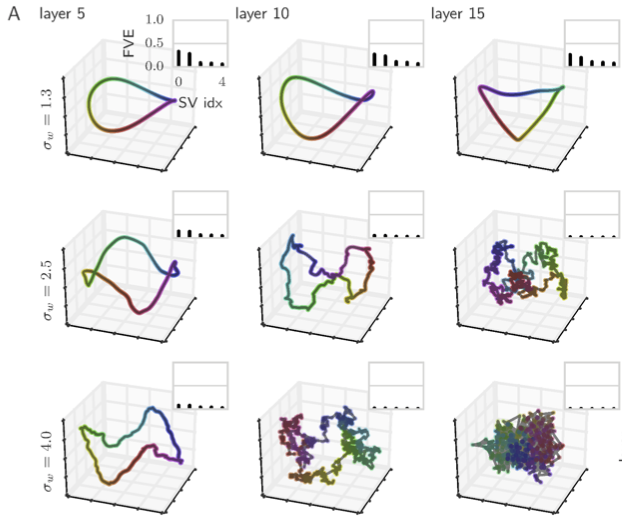 A
layer 5
layer 10
layer 15
1.0
0.5
0.0
FVE
0
4
SV idx
σ_w = 1.3
σ_w = 2.5
σ_w = 4.0